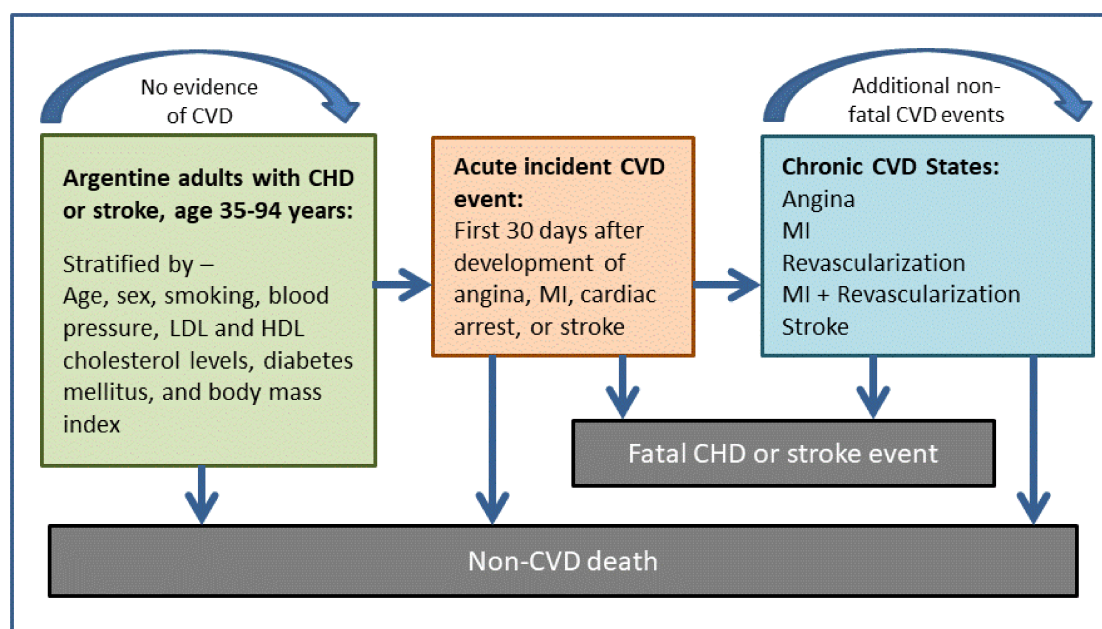 No evidence
of CVD
Additional non-
fatal CVD events
Argentine adults with CHD
or stroke, age 35-94 years:
Stratified by –
Age, sex, smoking, blood
pressure, LDL and HDL
cholesterol levels, diabetes
mellitus, and body mass
index
Acute incident CVD
event:
First 30 days after
development of
angina, MI, cardiac
arrest, or stroke
Chronic CVD States:
Angina
MI
Revascularization
MI + Revascularization
Stroke
Fatal CHD or stroke event
Non-CVD death